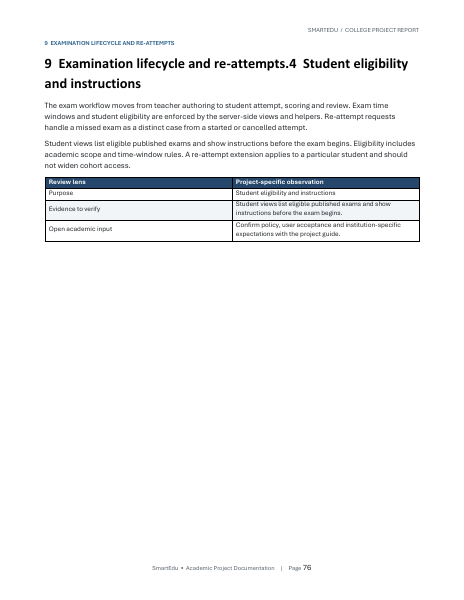 SMARTEDU / COLLEGE PROJECT REPORT
9 EXAMINATION LIFECYCLE AND RE-ATTEMPTS
9 Examination lifecycle and re-attempts.4 Student eligibility
and instructions
The exam workflow moves from teacher authoring to student attempt, scoring and review. Exam time
windows and student eligibility are enforced by the server-side views and helpers. Re-attempt requests
handle a missed exam as a distinct case from a started or cancelled attempt.
Student views list eligible published exams and show instructions before the exam begins. Eligibility includes
academic scope and time-window rules. A re-attempt extension applies to a particular student and should
not widen cohort access.
Review lens Project-specific observation
Purpose Student eligibility and instructions
Evidence to verify Student views list eligible published exams and show
instructions before the exam begins.
Open academic input Confirm policy, user acceptance and institution-specific
expectations with the project guide.
SmartEdu • Academic Project Documentation | Page 76